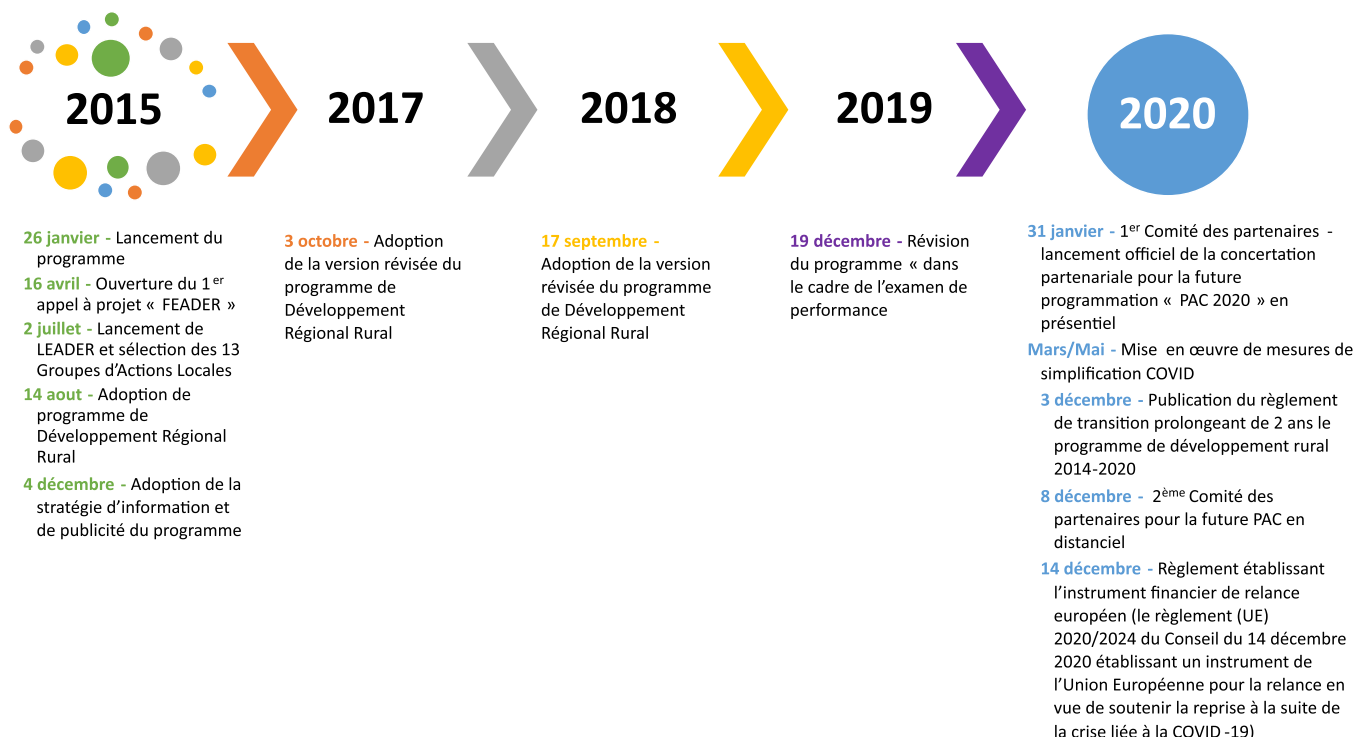 2015
2017
2018
2019
2020
26 janvier - Lancement du
programme
16 avril - Ouverture du 1er
appel à projet « FEADER »
2 juillet - Lancement de
LEADER et sélection des 13
Groupes d’Actions Locales
14 aout - Adoption de
programme de
Développement Régional
Rural
4 décembre - Adoption de la
stratégie d’information et
de publicité du programme
3 octobre - Adoption
de la version révisée du
programme de
Développement
Régional Rural
17 septembre -
Adoption de la version
révisée du programme
de Développement
Régional Rural
19 décembre - Révision
du programme « dans
le cadre de l’examen de
performance
31 janvier - 1er Comité des partenaires -
lancement officiel de la concertation
partenariale pour la future
programmation « PAC 2020 » en
présentiel
Mars/Mai - Mise en œuvre de mesures de
simplification COVID
3 décembre - Publication du règlement
de transition prolongeant de 2 ans le
programme de développement rural
2014-2020
8 décembre - 2ème Comité des
partenaires pour la future PAC en
distanciel
14 décembre - Règlement établissant
l’instrument financier de relance
européen (le règlement (UE)
2020/2024 du Conseil du 14 décembre
2020 établissant un instrument de
l’Union Européenne pour la relance en
vue de soutenir la reprise à la suite de
la crise liée à la COVID -19)